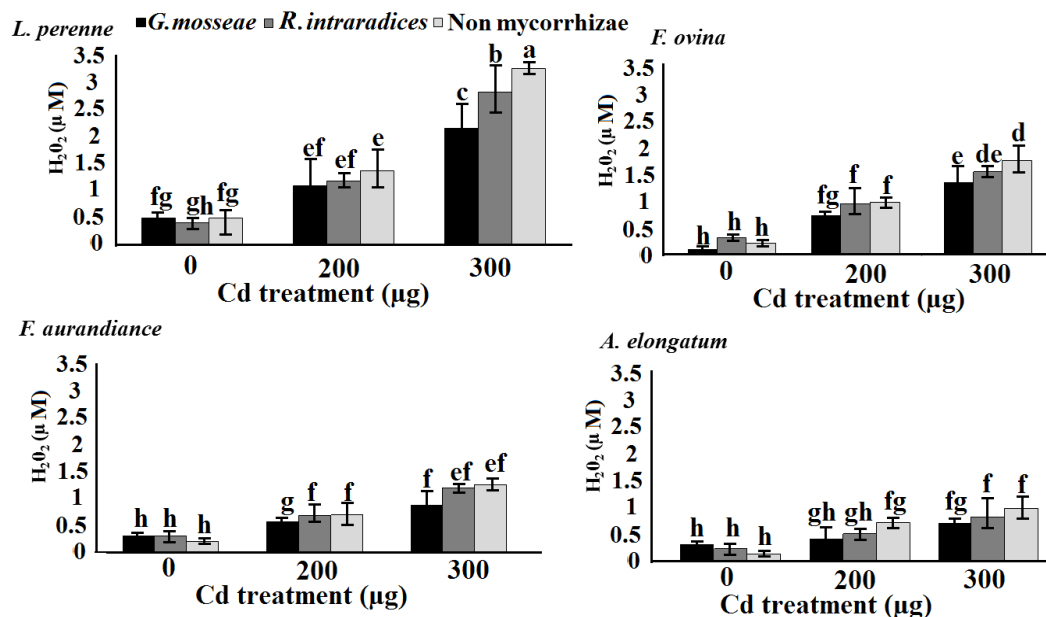 L. perenne
G.mosseae R.intraradices Non mycorrhizae
3.5
3
2.5
2
1.5
1
0.5
0
H₂0₂ (µ M)
fg gh fg
ef ef e
c b a
0 200 300
Cd treatment (µg)
F. ovina
3.5
3
2.5
2
1.5
1
0.5
0
H₂0₂ (µ M)
h h h
fg f f
e de d
0 200 300
Cd treatment (µg)
F. aurandiance
3.5
3
2.5
2
1.5
1
0.5
0
H₂0₂ (µ M)
h h h
g f f
f ef ef
0 200 300
Cd treatment (µg)
A. elongatum
3.5
3
2.5
2
1.5
1
0.5
0
H₂0₂ (µ M)
h h h
gh gh fg
fg f f
0 200 300
Cd treatment (µg)